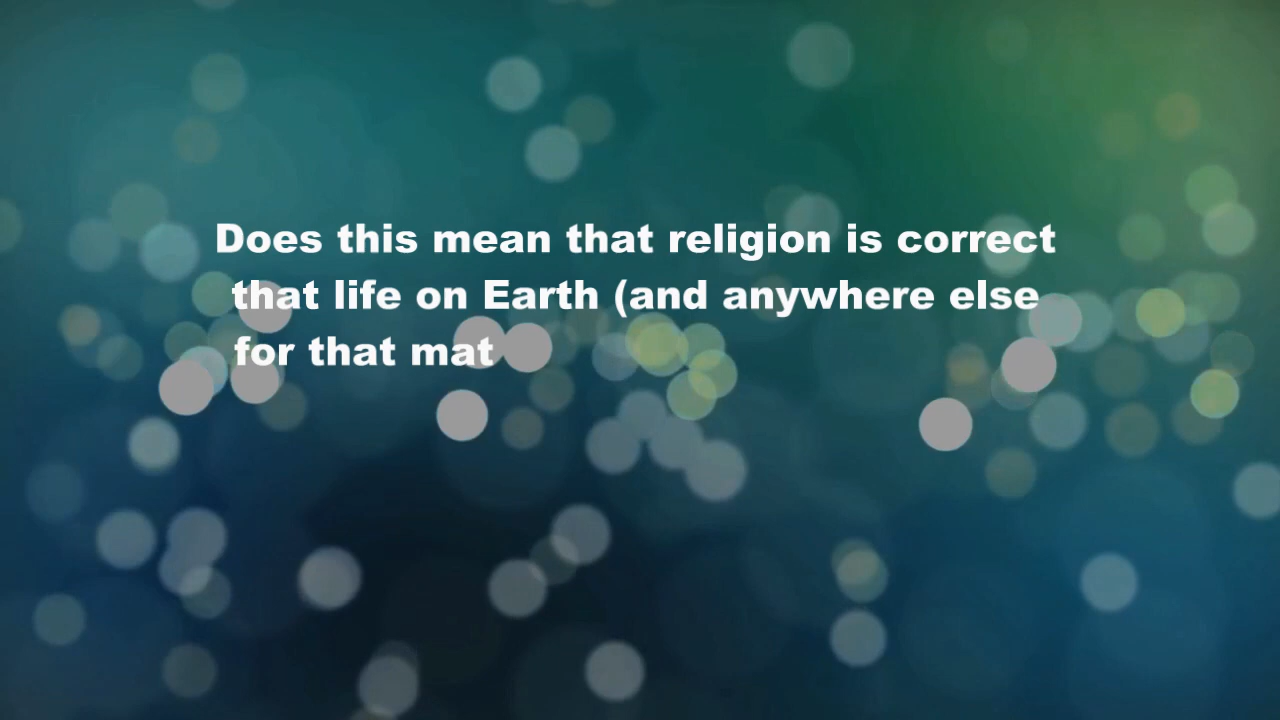 Does this mean that religion is correct
that life on Earth (and anywhere else
for that mat